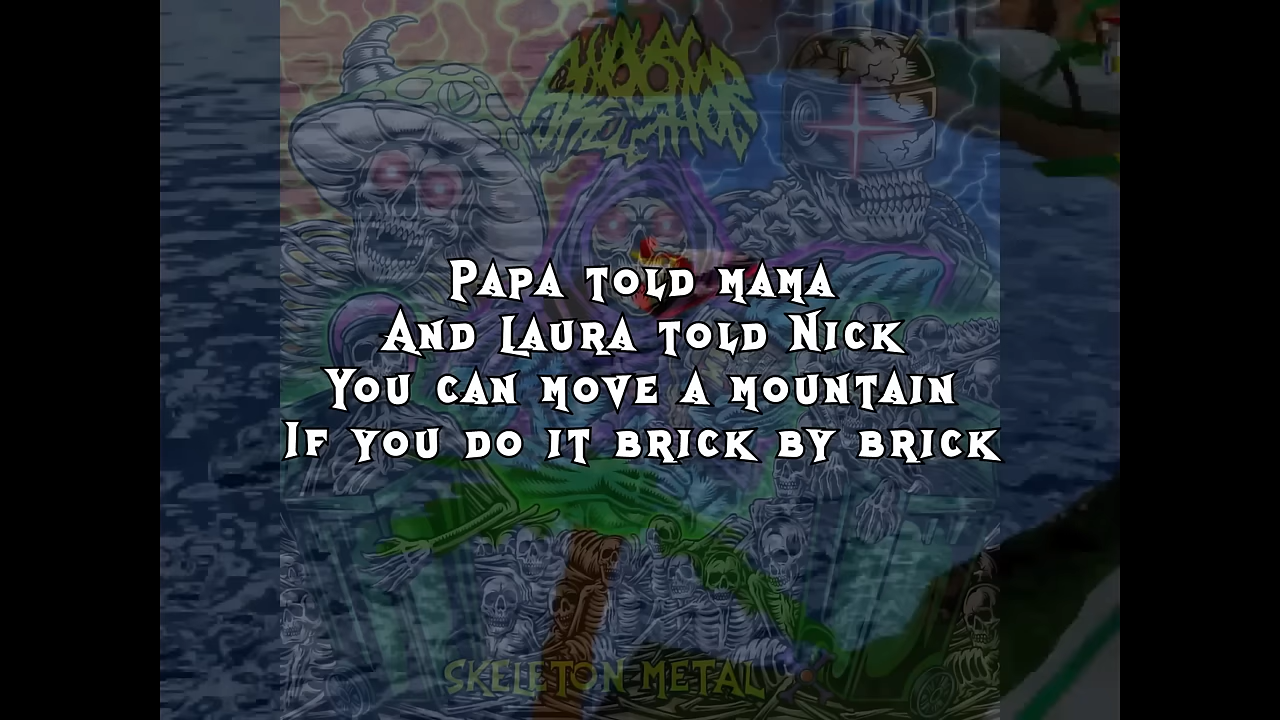 Papa told mama
And Laura told Nick
You can move a mountain
If you do it brick by brick
SKELETON METAL